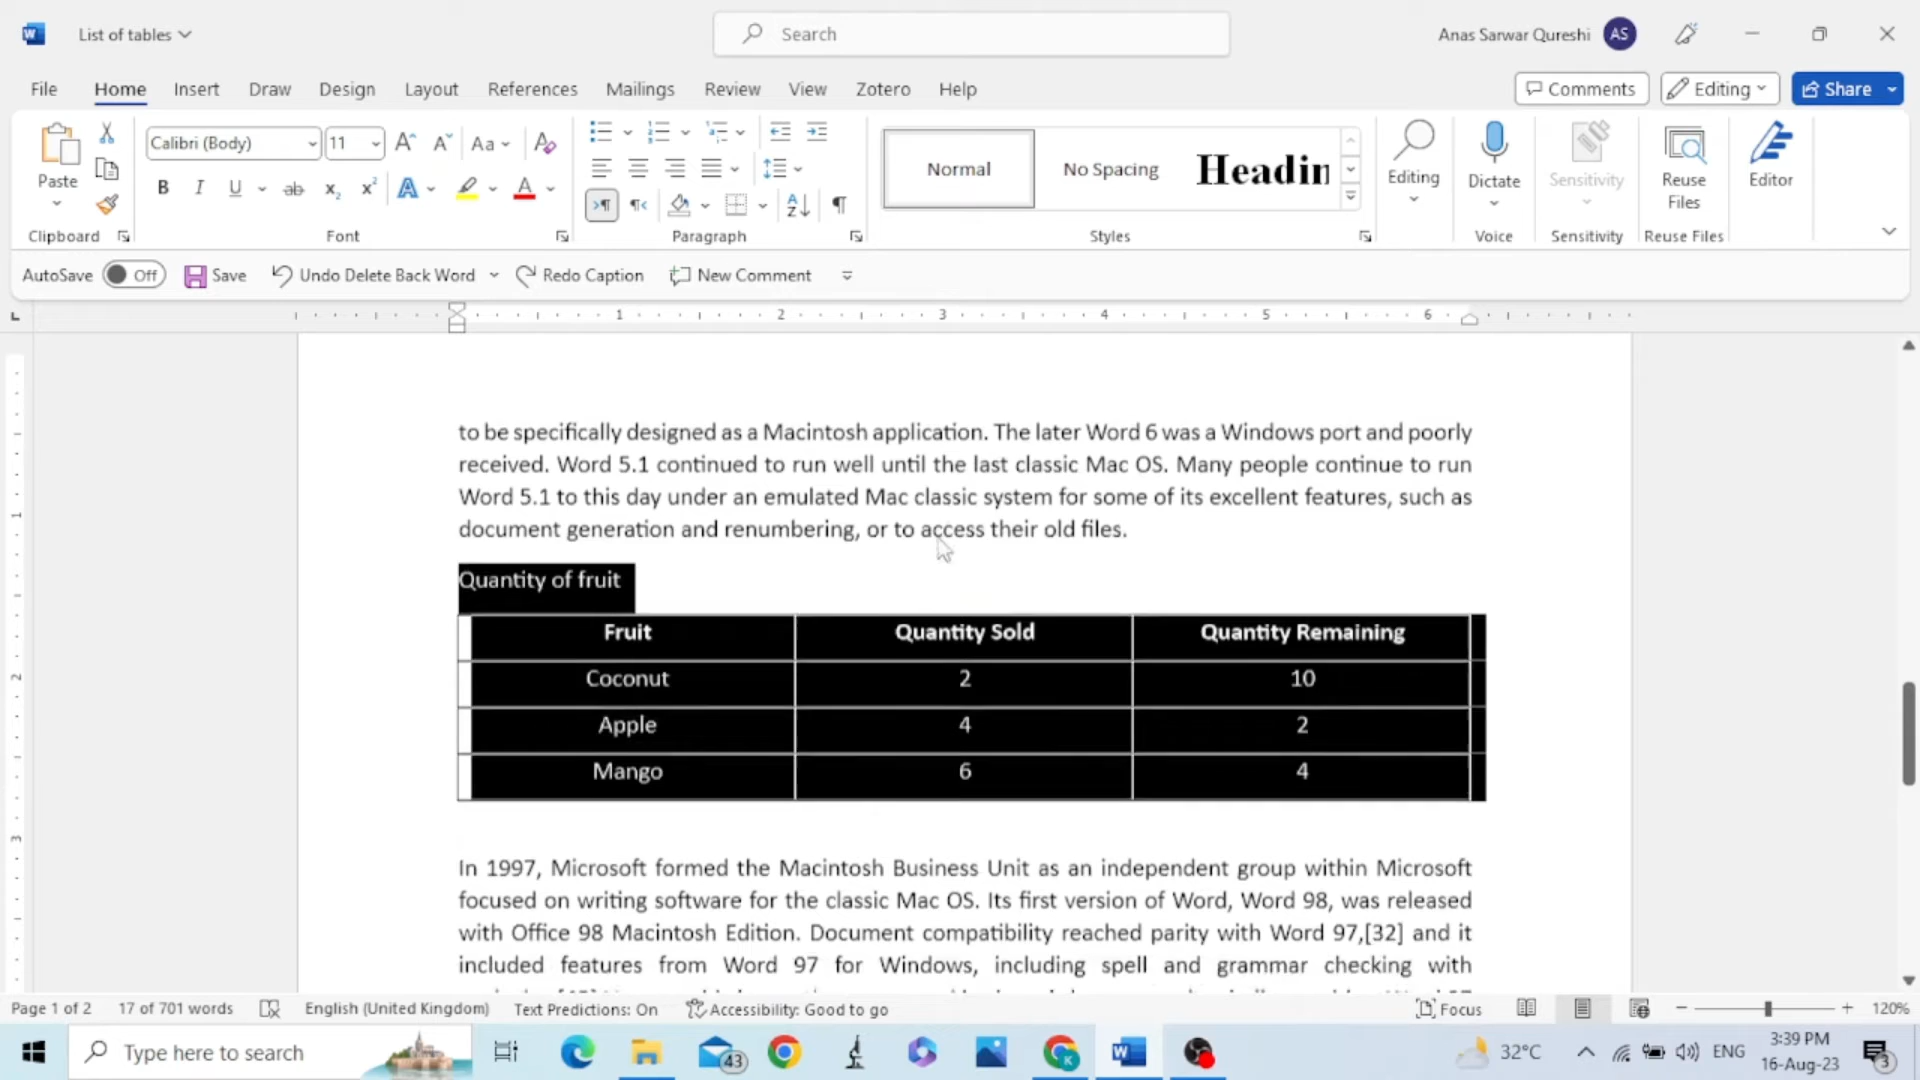 List of tables
Search
Anas Sarwar Qureshi AS
File Home Insert Draw Design Layout References Mailings Review View Zotero Help Comments Editing Share
Paste
Calibri (Body) 11
Normal No Spacing Headin
Editing Dictate Sensitivity Reuse Files Editor
Clipboard Font Paragraph Styles Voice Sensitivity Reuse Files
AutoSave Off Save Undo Delete Back Word Redo Caption New Comment
1 2 3 4 5 6
to be specifically designed as a Macintosh application. The later Word 6 was a Windows port and poorly
received. Word 5.1 continued to run well until the last classic Mac OS. Many people continue to run
Word 5.1 to this day under an emulated Mac classic system for some of its excellent features, such as
document generation and renumbering, or to access their old files.
Quantity of fruit
Fruit Quantity Sold Quantity Remaining
Coconut 2 10
Apple 4 2
Mango 6 4
In 1997, Microsoft formed the Macintosh Business Unit as an independent group within Microsoft
focused on writing software for the classic Mac OS. Its first version of Word, Word 98, was released
with Office 98 Macintosh Edition. Document compatibility reached parity with Word 97,[32] and it
included features from Word 97 for Windows, including spell and grammar checking with
Page 1 of 2 17 of 701 words English (United Kingdom) Text Predictions: On Accessibility: Good to go Focus 120%
Type here to search 43 32°C ENG 3:39 PM
16-Aug-23 3